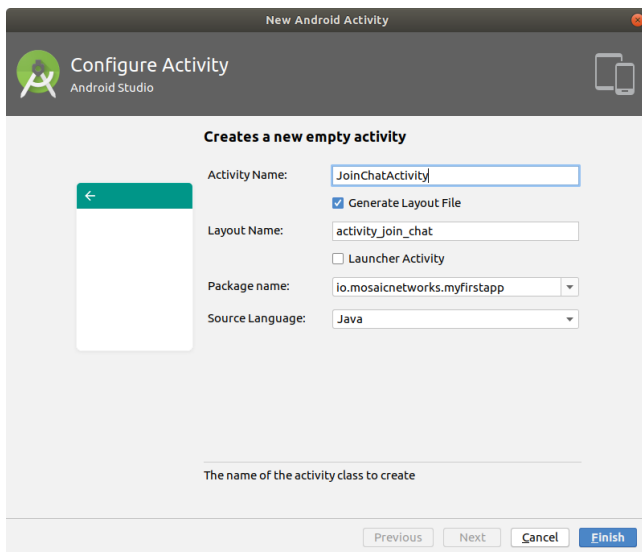 New Android Activity
Configure Activity
Android Studio
Creates a new empty activity
Activity Name: JoinChatActivity
Generate Layout File
Layout Name: activity_join_chat
Launcher Activity
Package name: io.mosaicnetworks.myfirstapp
Source Language: Java
The name of the activity class to create
Previous Next Cancel Finish